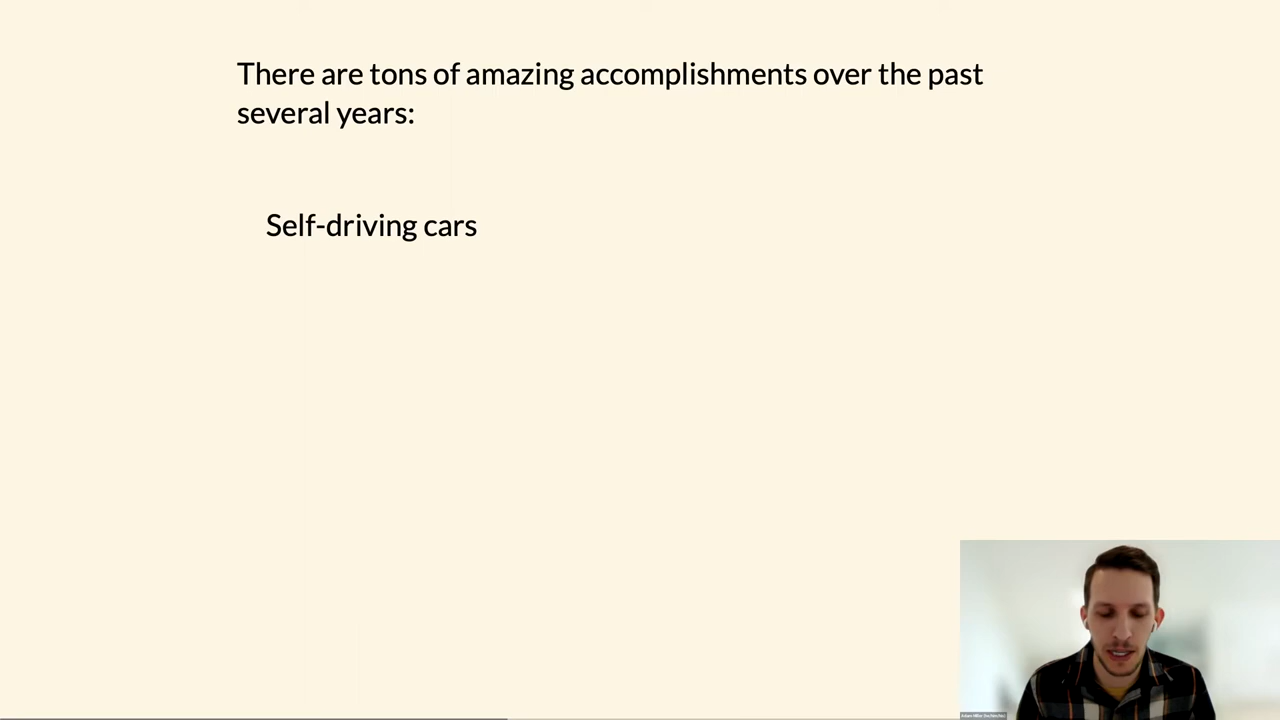 There are tons of amazing accomplishments over the past
several years:
Self-driving cars